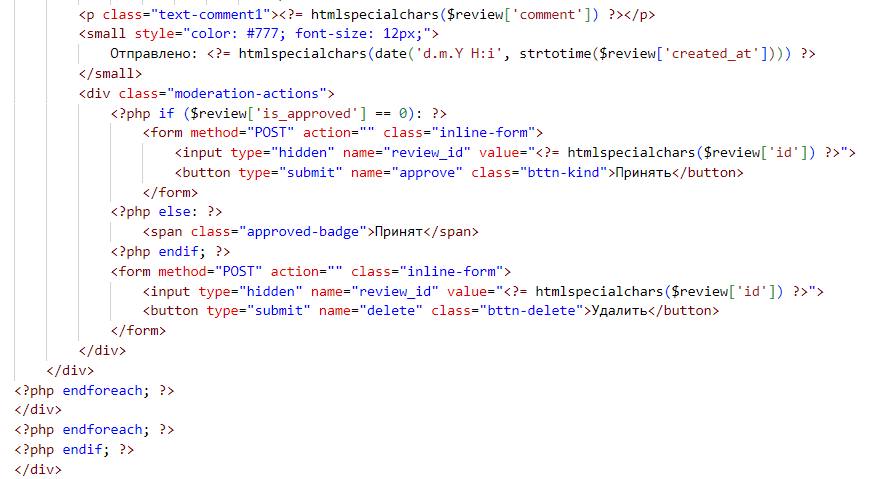 <p class="text-comment1"><?= htmlspecialchars($review['comment']) ?></p>
<small style="color: #777; font-size: 12px;">
Отправлено: <?= htmlspecialchars(date('d.m.Y H:i', strtotime($review['created_at']))) ?>
</small>
<div class="moderation-actions">
<?php if ($review['is_approved'] == 0): ?>
<form method="POST" action="" class="inline-form">
<input type="hidden" name="review_id" value="<?= htmlspecialchars($review['id']) ?>">
<button type="submit" name="approve" class="bttn-kind">Принять</button>
</form>
<?php else: ?>
<span class="approved-badge">Принят</span>
<?php endif; ?>
<form method="POST" action="" class="inline-form">
<input type="hidden" name="review_id" value="<?= htmlspecialchars($review['id']) ?>">
<button type="submit" name="delete" class="bttn-delete">Удалить</button>
</form>
</div>
</div>
<?php endforeach; ?>
</div>
<?php endforeach; ?>
<?php endif; ?>
</div>